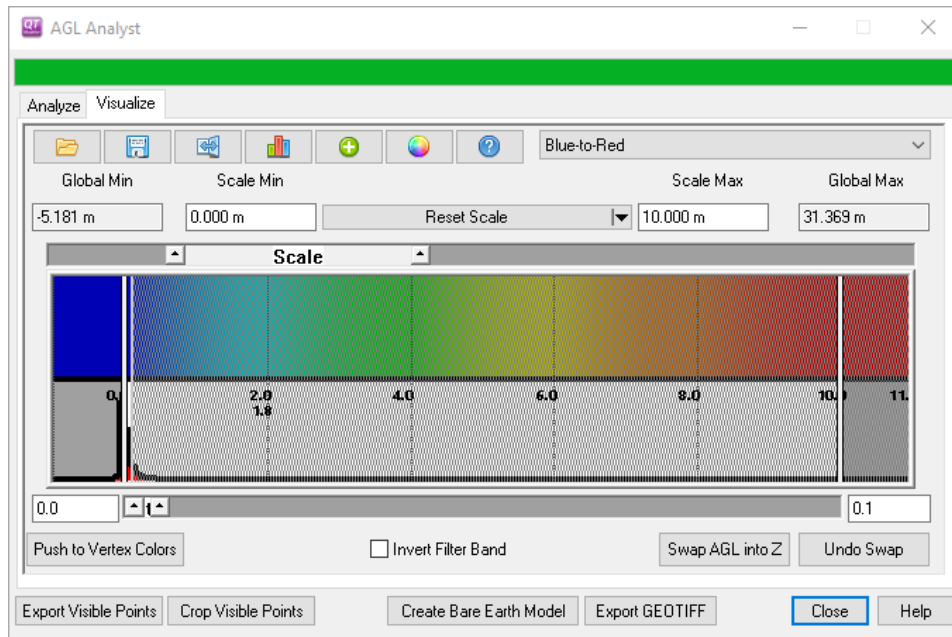 QT AGL Analyst
Analyze Visualize
Blue-to-Red
Global Min Scale Min Scale Max Global Max
-5.181 m 0.000 m Reset Scale 10.000 m 31.369 m
Scale
2.0 4.0 6.0 8.0
1.8
0.0 0.1
Push to Vertex Colors Invert Filter Band Swap AGL into Z Undo Swap
Export Visible Points Crop Visible Points Create Bare Earth Model Export GEOTIFF Close Help